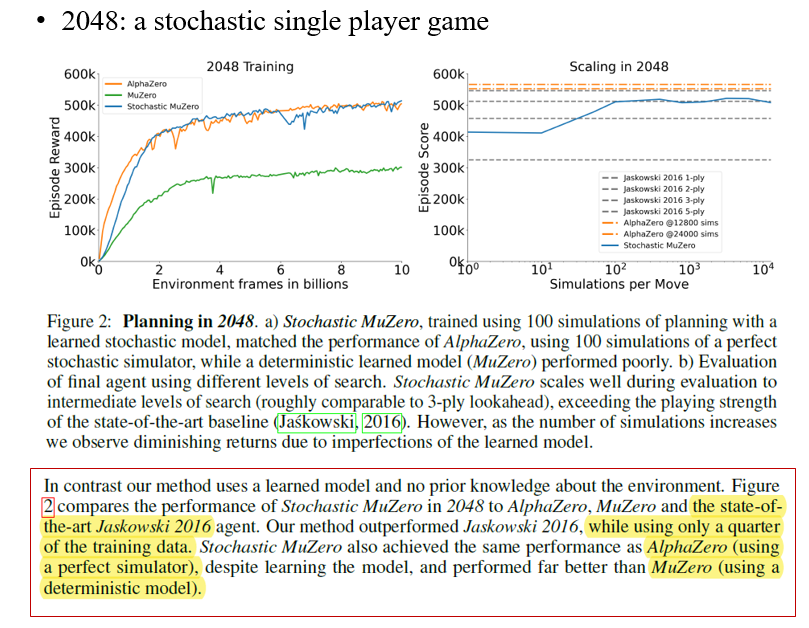 • 2048: a stochastic single player game
2048 Training
600k
500k
400k
300k
200k
100k
0k
Episode Reward
AlphaZero
MuZero
Stochastic MuZero
0
2
4
6
8
10
Environment frames in billions
Scaling in 2048
600k
500k
400k
300k
200k
100k
0k
Episode Score
Jaskowski 2016 1-ply
Jaskowski 2016 2-ply
Jaskowski 2016 3-ply
Jaskowski 2016 5-ply
AlphaZero @12800 sims
AlphaZero @24000 sims
Stochastic MuZero
10⁰
10¹
10²
10³
10⁴
Simulations per Move
Figure 2: Planning in 2048. a) Stochastic MuZero, trained using 100 simulations of planning with a
learned stochastic model, matched the performance of AlphaZero, using 100 simulations of a perfect
stochastic simulator, while a deterministic learned model (MuZero) performed poorly. b) Evaluation
of final agent using different levels of search. Stochastic MuZero scales well during evaluation to
intermediate levels of search (roughly comparable to 3-ply lookahead), exceeding the playing strength
of the state-of-the-art baseline (Jaśkowski, 2016). However, as the number of simulations increases
we observe diminishing returns due to imperfections of the learned model.
In contrast our method uses a learned model and no prior knowledge about the environment. Figure
2 compares the performance of Stochastic MuZero in 2048 to AlphaZero, MuZero and the state-of-
the-art Jaskowski 2016 agent. Our method outperformed Jaskowski 2016, while using only a quarter
of the training data. Stochastic MuZero also achieved the same performance as AlphaZero (using
a perfect simulator), despite learning the model, and performed far better than MuZero (using a
deterministic model).